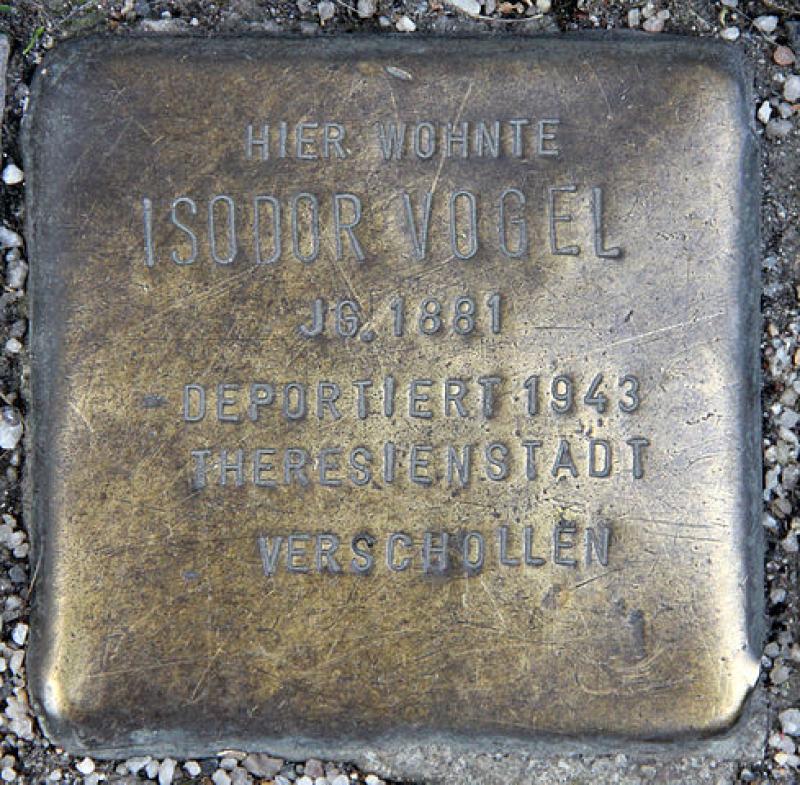 HIER WOHNTE
ISODOR VOGEL
JG. 1881
DEPORTIERT 1943
THERESIENSTADT
VERSCHOLLEN